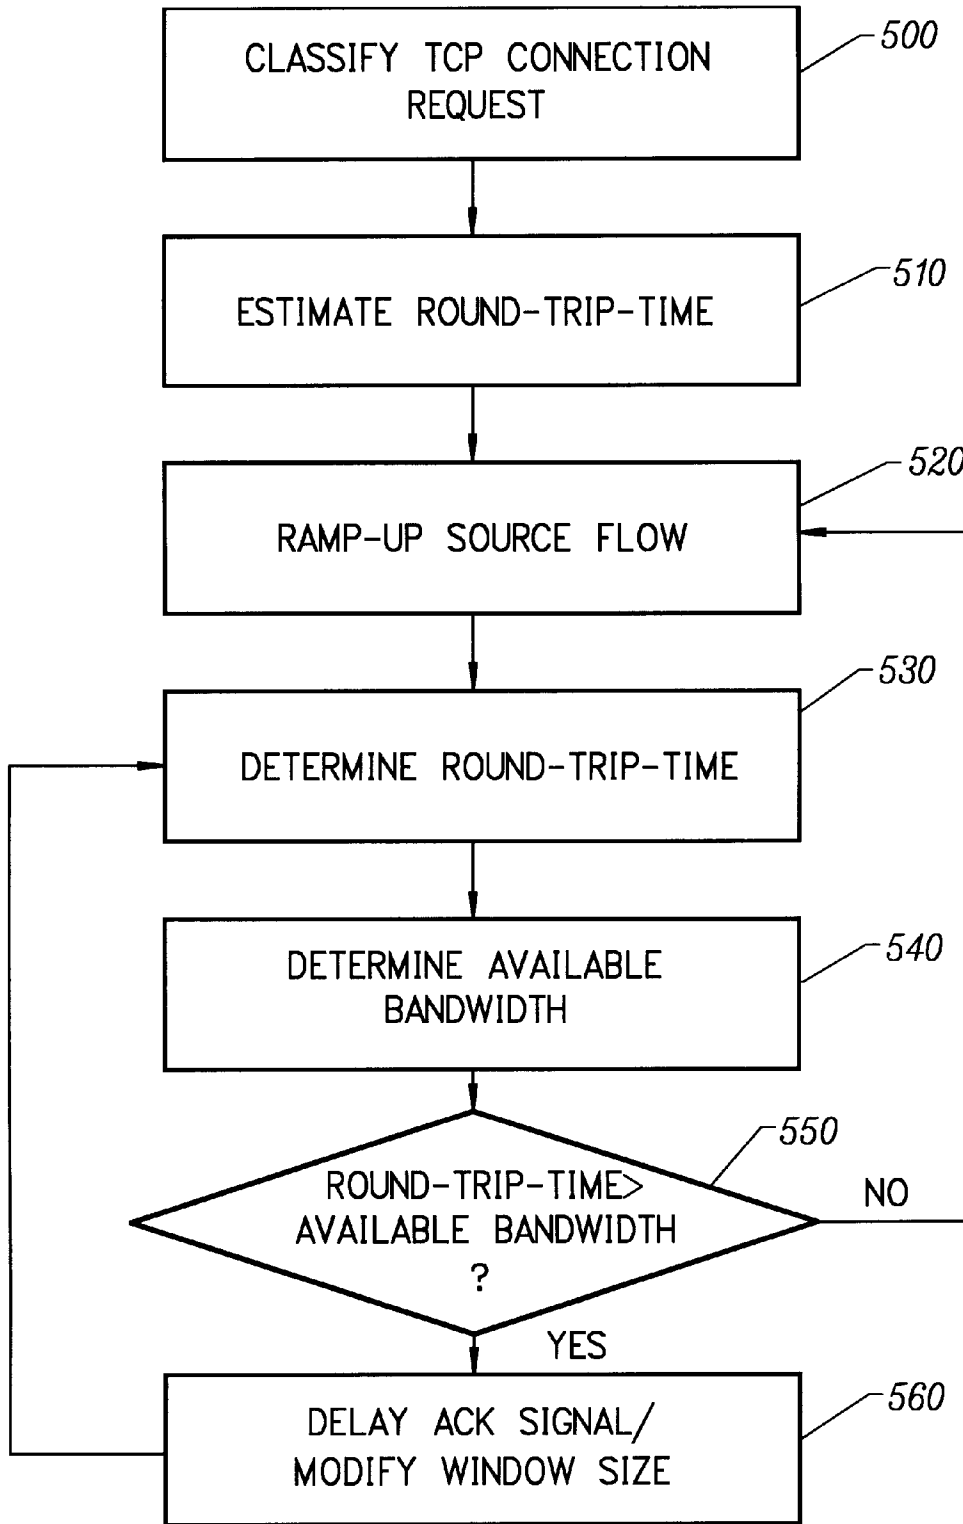 CLASSIFY TCP CONNECTION
REQUEST
500
ESTIMATE ROUND-TRIP-TIME
510
RAMP-UP SOURCE FLOW
520
DETERMINE ROUND-TRIP-TIME
530
DETERMINE AVAILABLE
BANDWIDTH
540
ROUND-TRIP-TIME>
AVAILABLE BANDWIDTH
?
550
NO
YES
DELAY ACK SIGNAL/
MODIFY WINDOW SIZE
560